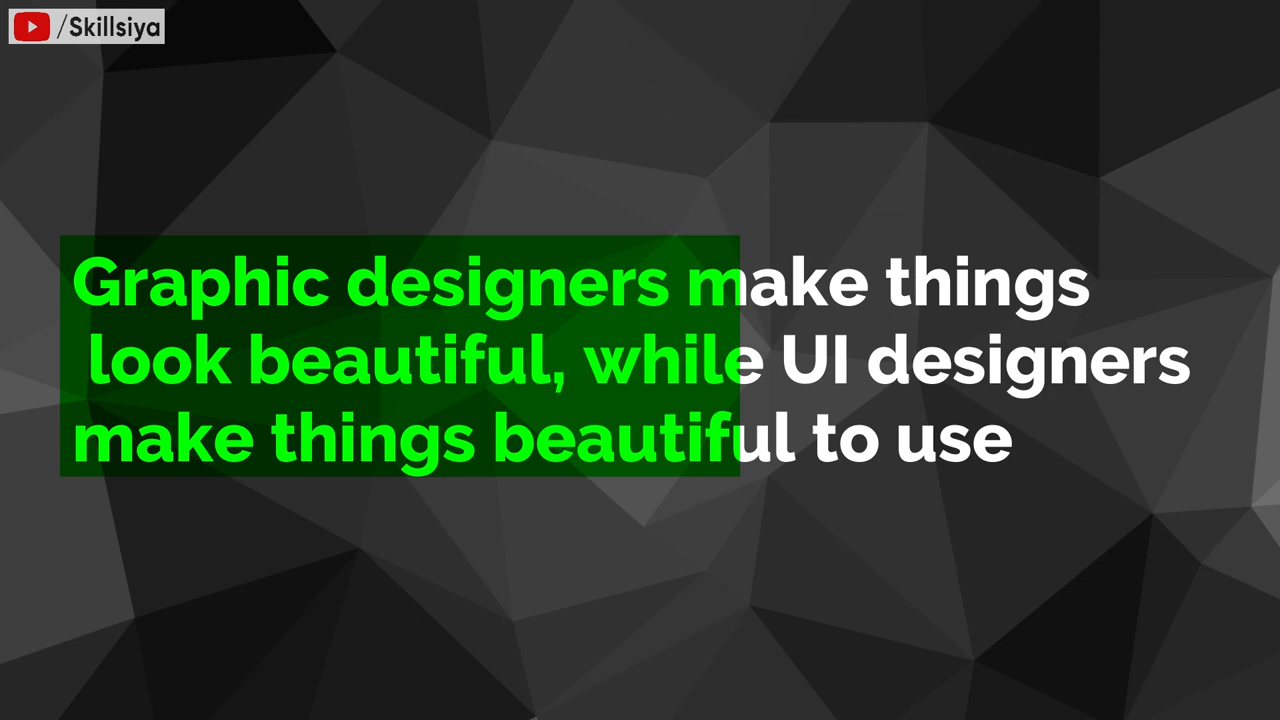 /Skillsiya
Graphic designers make things
look beautiful, while UI designers
make things beautiful to use